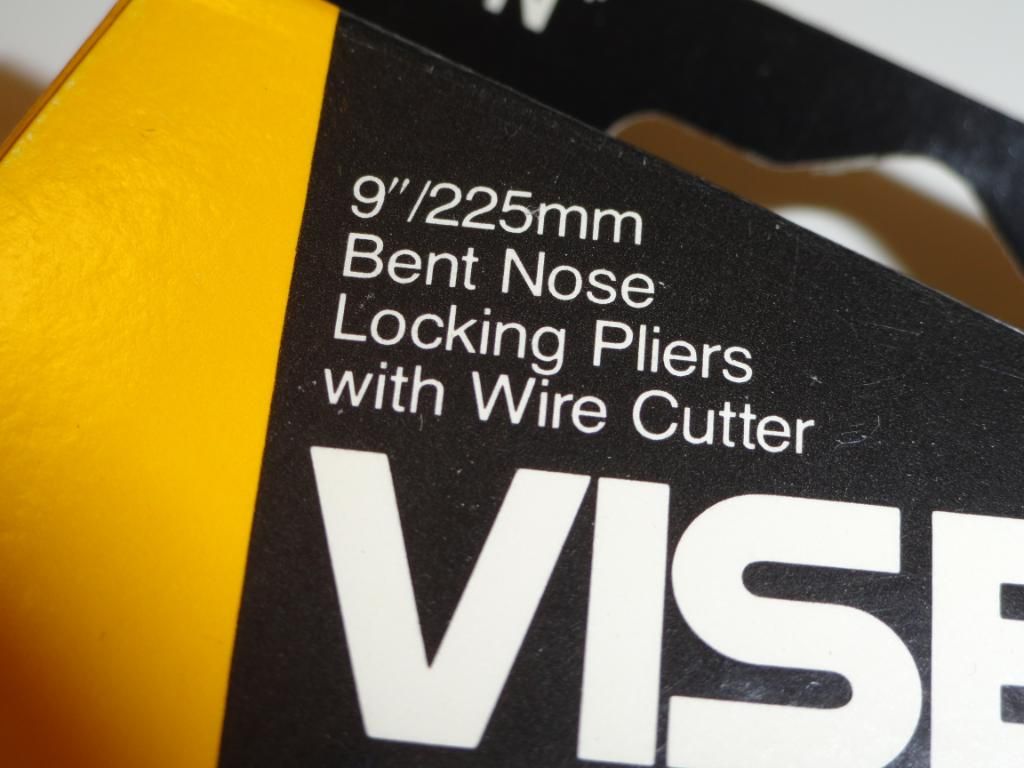 9"/225mm
Bent Nose
Locking Pliers
with Wire Cutter
VISE